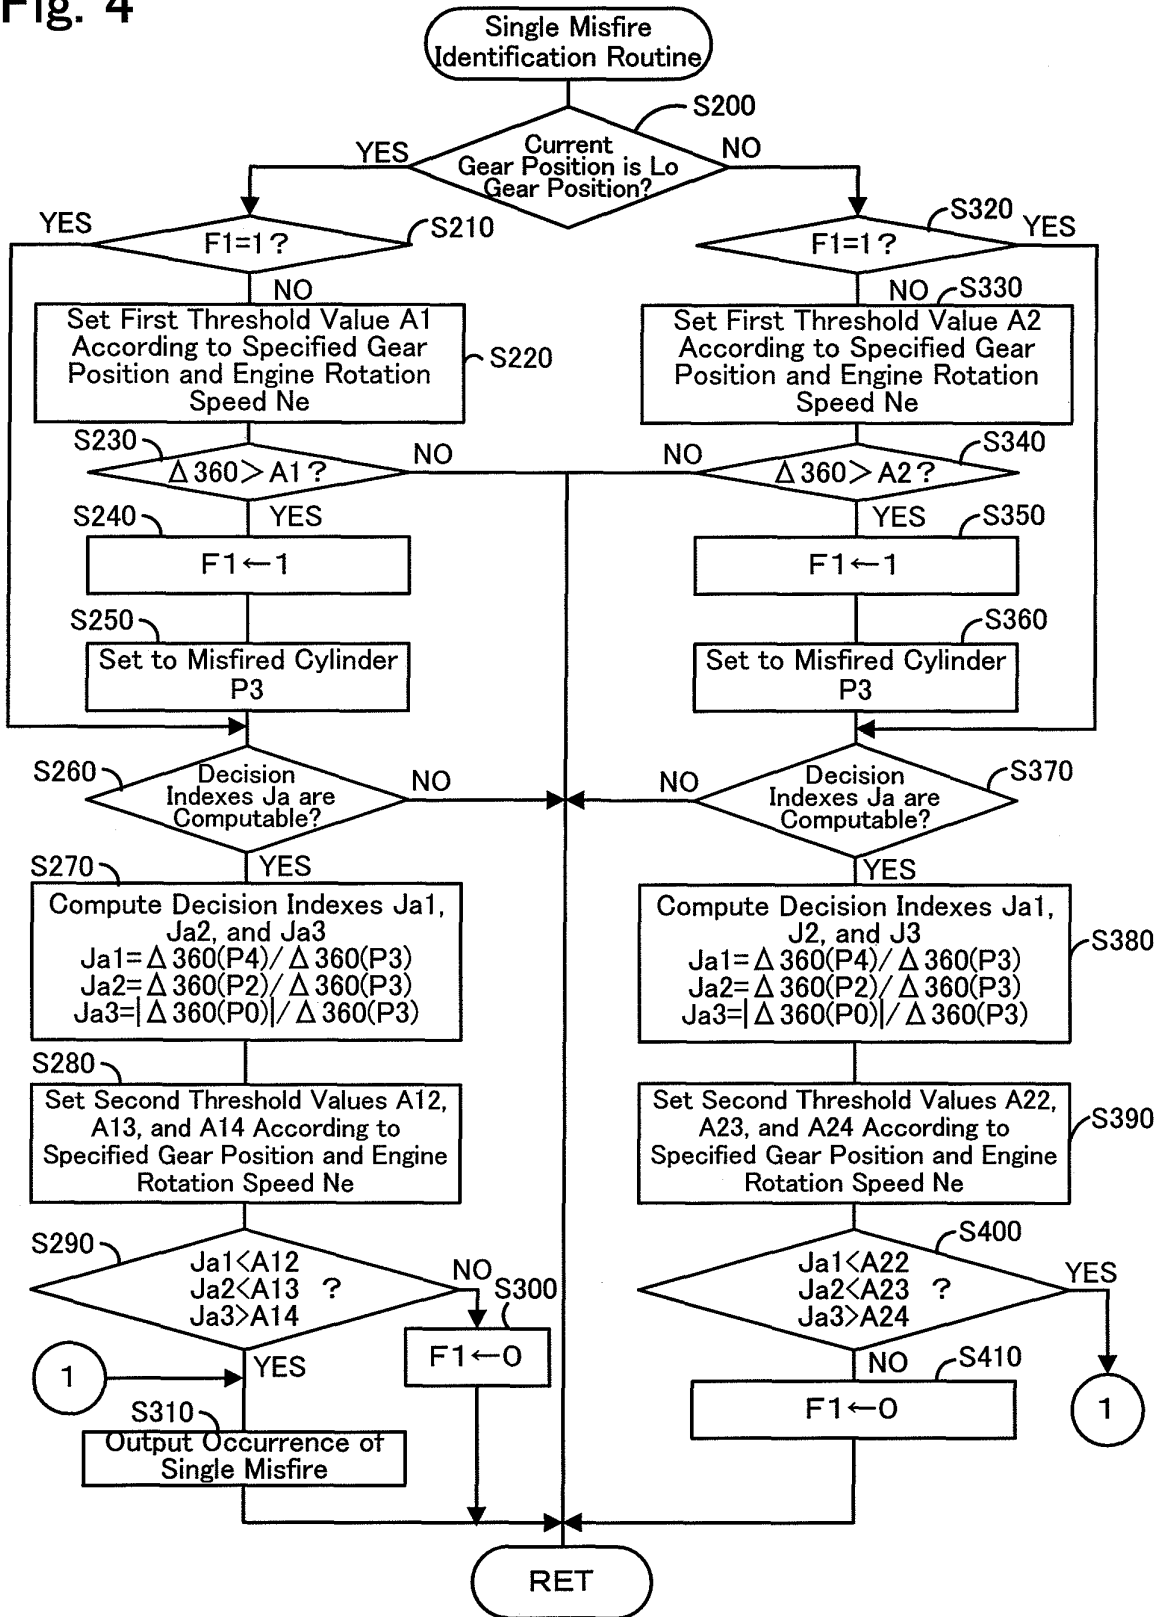 Fig. 4
Single Misfire
Identification Routine
S200
Current
Gear Position is Lo
Gear Position?
YES
NO
YES
F1=1?
S210
NO
Set First Threshold Value A1
According to Specified Gear
Position and Engine Rotation
Speed Ne
S220
S230
Δ360>A1?
NO
YES
S240
F1←1
S250
Set to Misfired Cylinder
P3
S260
Decision
Indexes Ja are
Computable?
NO
YES
S270
Compute Decision Indexes Ja1,
Ja2, and Ja3
Ja1=Δ360(P4)/Δ360(P3)
Ja2=Δ360(P2)/Δ360(P3)
Ja3=|Δ360(P0)|/Δ360(P3)
S280
Set Second Threshold Values A12,
A13, and A14 According to
Specified Gear Position and Engine
Rotation Speed Ne
S290
Ja1<A12
Ja2<A13 ?
Ja3>A14
NO
S300
F1←0
YES
1
S310
Output Occurrence of
Single Misfire
S320
F1=1?
YES
NO
S330
Set First Threshold Value A2
According to Specified Gear
Position and Engine Rotation
Speed Ne
S340
NO
Δ360>A2?
YES
S350
F1←1
S360
Set to Misfired Cylinder
P3
S370
NO
Decision
Indexes Ja are
Computable?
YES
Compute Decision Indexes Ja1,
J2, and J3
Ja1=Δ360(P4)/Δ360(P3)
Ja2=Δ360(P2)/Δ360(P3)
Ja3=|Δ360(P0)|/Δ360(P3)
S380
Set Second Threshold Values A22,
A23, and A24 According to
Specified Gear Position and Engine
Rotation Speed Ne
S390
S400
Ja1<A22
Ja2<A23 ?
Ja3>A24
YES
NO
S410
F1←0
1
RET